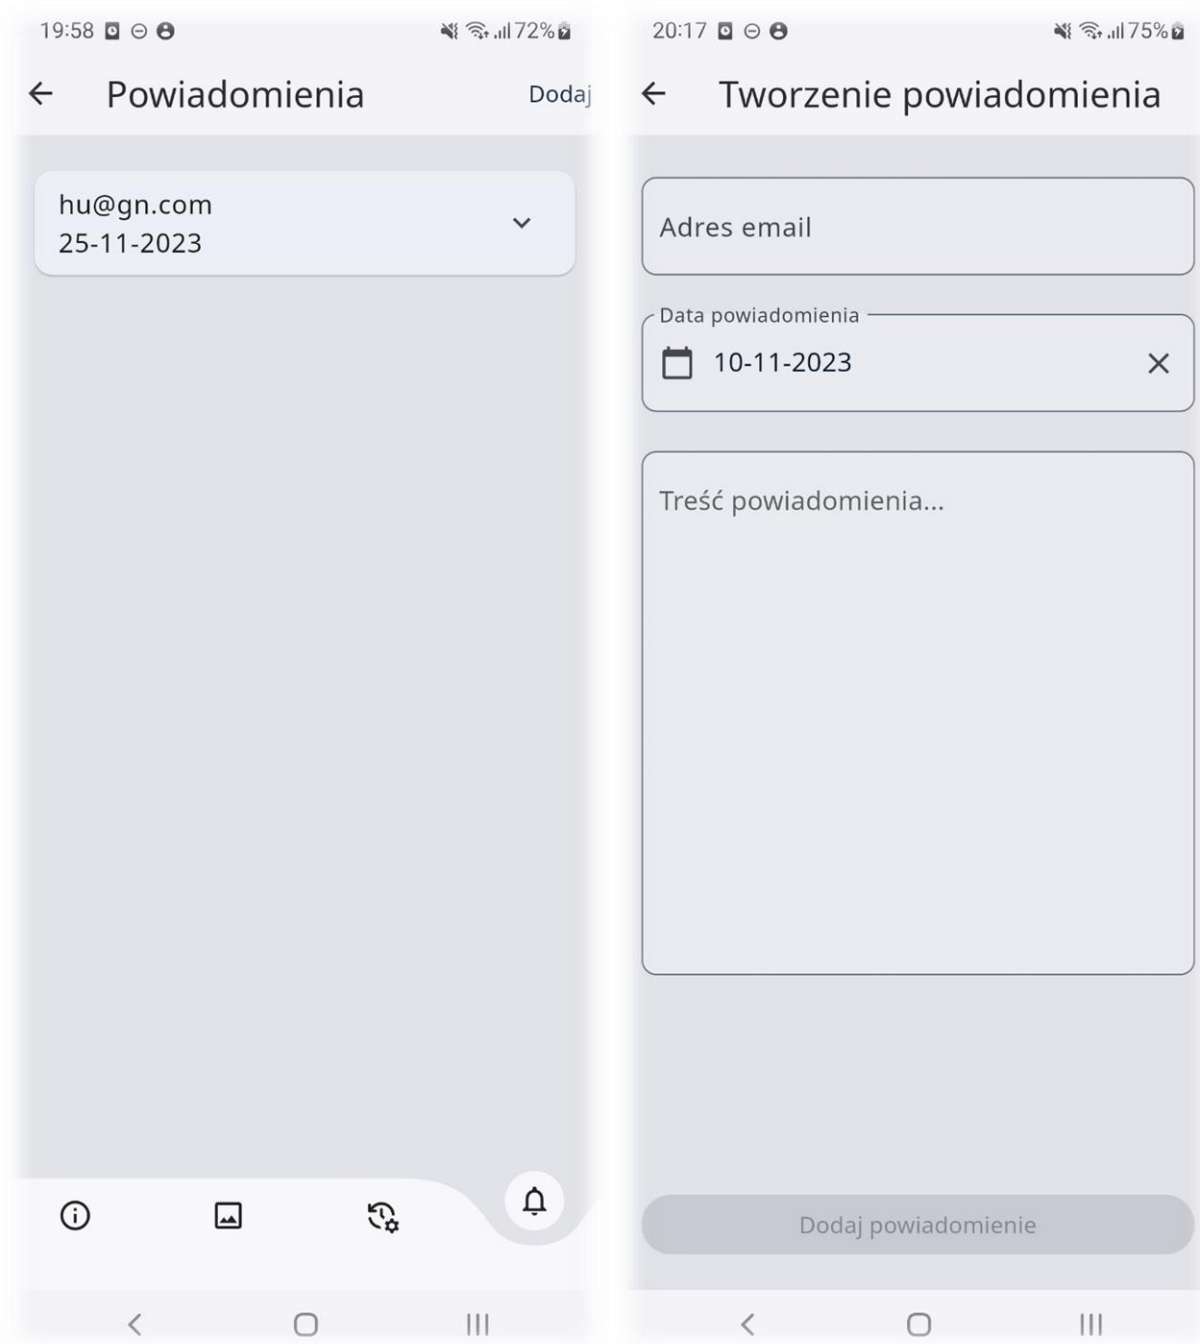 19:58
72%
Powiadomienia
Dodaj
hu@gn.com
25-11-2023
20:17
75%
Tworzenie powiadomienia
Adres email
Data powiadomienia
10-11-2023
Treść powiadomienia...
Dodaj powiadomienie